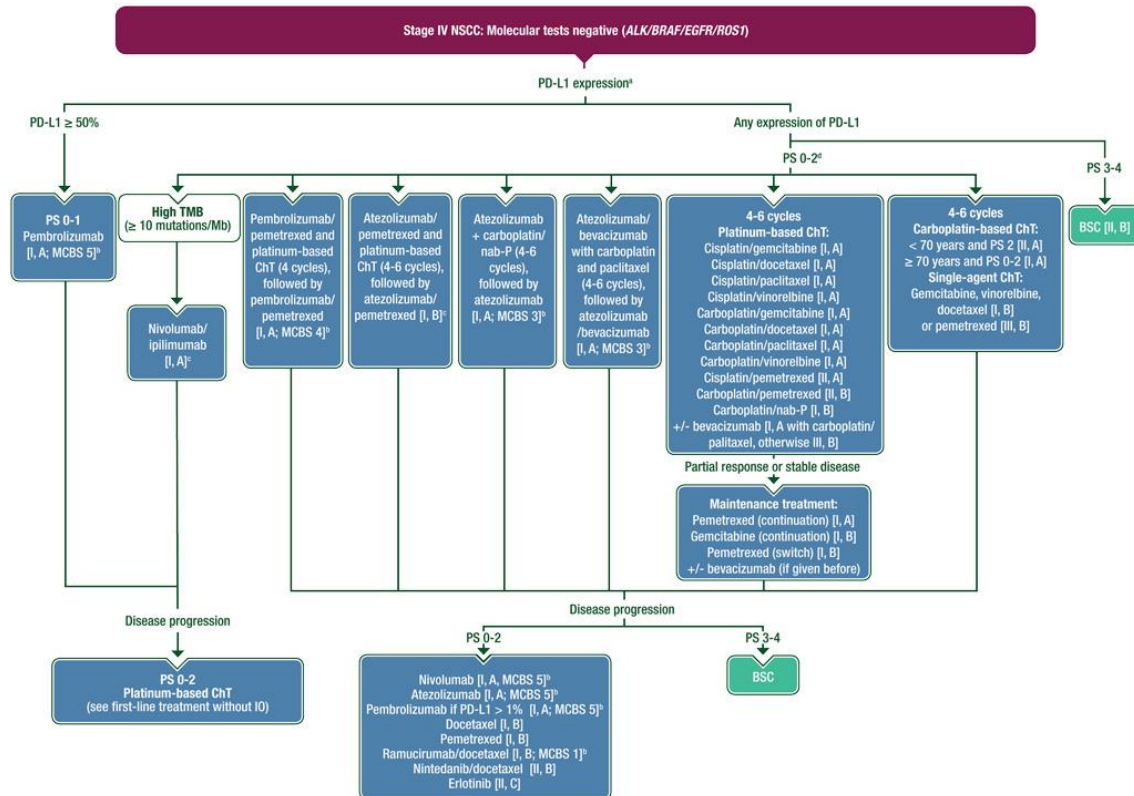 Stage IV NSCC: Molecular tests negative (ALK/BRAF/EGFR/ROS1)
PD-L1 expressionᵃ
PD-L1 ≥ 50%
Any expression of PD-L1
PS 0-2ᵈ
PS 3-4
PS 0-1
Pembrolizumab
[I, A; MCBS 5]ᵇ
High TMB
(≥ 10 mutations/Mb)
Nivolumab/
ipilimumab
[I, A]ᶜ
Pembrolizumab/
pemetrexed and
platinum-based
ChT (4 cycles),
followed by
pembrolizumab/
pemetrexed
[I, A; MCBS 4]ᵇ
Atezolizumab/
pemetrexed and
platinum-based
ChT (4-6 cycles),
followed by
atezolizumab/
pemetrexed [I, B]ᶜ
Atezolizumab
+ carboplatin/
nab-P (4-6
cycles),
followed by
atezolizumab
[I, A; MCBS 3]ᵇ
Atezolizumab/
bevacizumab
with carboplatin
and paclitaxel
(4-6 cycles),
followed by
atezolizumab
/bevacizumab
[I, A; MCBS 3]ᵇ
4-6 cycles
Platinum-based ChT:
Cisplatin/gemcitabine [I, A]
Cisplatin/docetaxel [I, A]
Cisplatin/paclitaxel [I, A]
Cisplatin/vinorelbine [I, A]
Carboplatin/gemcitabine [I, A]
Carboplatin/docetaxel [I, A]
Carboplatin/paclitaxel [I, A]
Carboplatin/vinorelbine [I, A]
Cisplatin/pemetrexed [II, A]
Carboplatin/pemetrexed [II, B]
Carboplatin/nab-P [I, B]
+/- bevacizumab [I, A with carboplatin/
palitaxel, otherwise III, B]
4-6 cycles
Carboplatin-based ChT:
< 70 years and PS 2 [II, A]
≥ 70 years and PS 0-2 [I, A]
Single-agent ChT:
Gemcitabine, vinorelbine,
docetaxel [I, B]
or pemetrexed [III, B]
BSC [II, B]
Partial response or stable disease
Maintenance treatment:
Pemetrexed (continuation) [I, A]
Gemcitabine (continuation) [I, B]
Pemetrexed (switch) [I, B]
+/- bevacizumab (if given before)
Disease progression
PS 0-2
Platinum-based ChT
(see first-line treatment without IO)
Disease progression
PS 0-2
PS 3-4
Nivolumab [I, A, MCBS 5]ᵇ
Atezolizumab [I, A; MCBS 5]ᵇ
Pembrolizumab if PD-L1 > 1% [I, A; MCBS 5]ᵇ
Docetaxel [I, B]
Pemetrexed [I, B]
Ramucirumab/docetaxel [I, B; MCBS 1]ᵇ
Nintedanib/docetaxel [II, B]
Erlotinib [II, C]
BSC